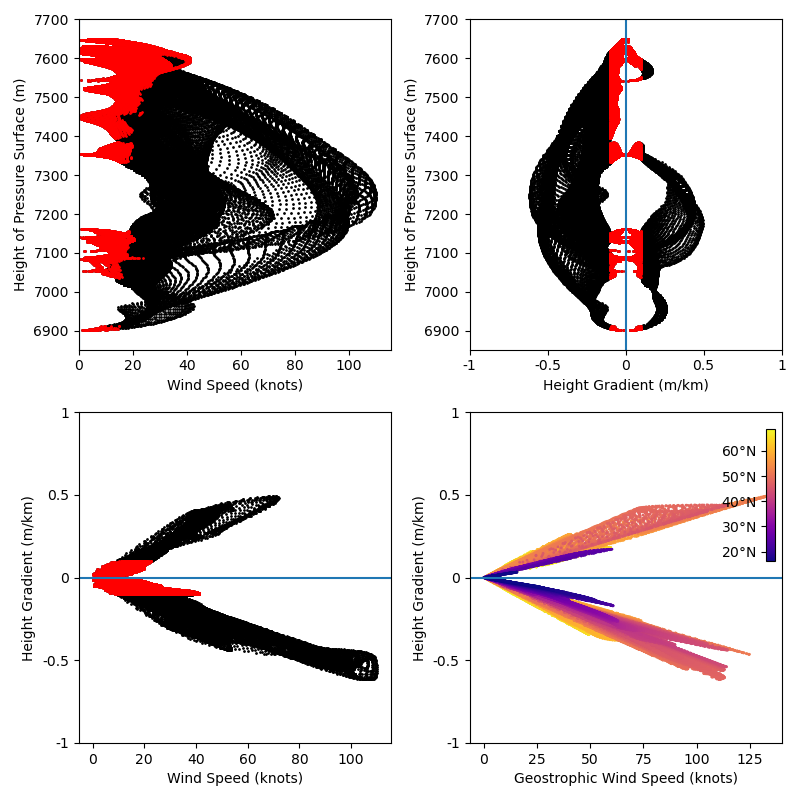 7700
7600
7500
7400
7300
7200
7100
7000
6900
Height of Pressure Surface (m)
0 20 40 60 80 100
Wind Speed (knots)
7700
7600
7500
7400
7300
7200
7100
7000
6900
Height of Pressure Surface (m)
-1 -0.5 0 0.5 1
Height Gradient (m/km)
1
0.5
0
-0.5
-1
Height Gradient (m/km)
0 20 40 60 80 100
Wind Speed (knots)
1
0.5
0
-0.5
-1
Height Gradient (m/km)
60°N
50°N
40°N
30°N
20°N
0 25 50 75 100 125
Geostrophic Wind Speed (knots)